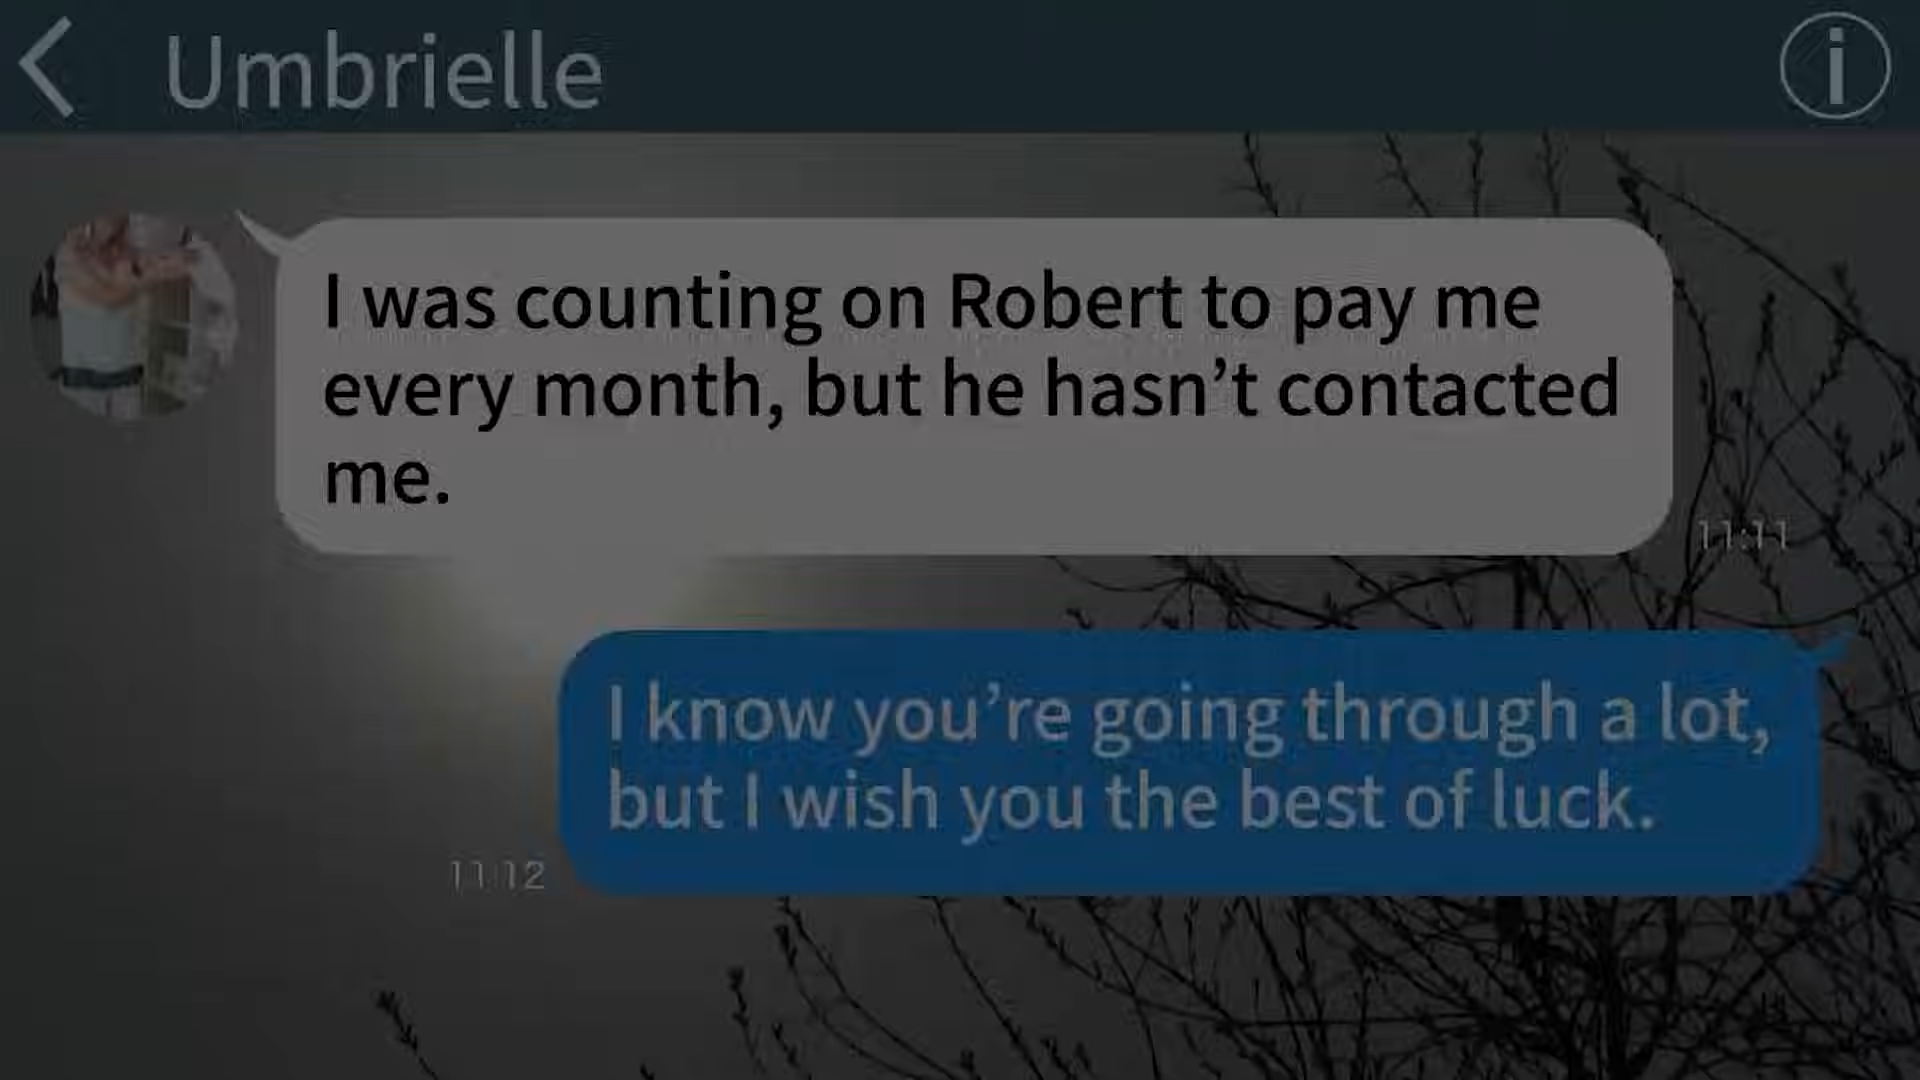 Umbrielle
I was counting on Robert to pay me
every month, but he hasn’t contacted
me.
11:11
I know you’re going through a lot,
but I wish you the best of luck.
11:12